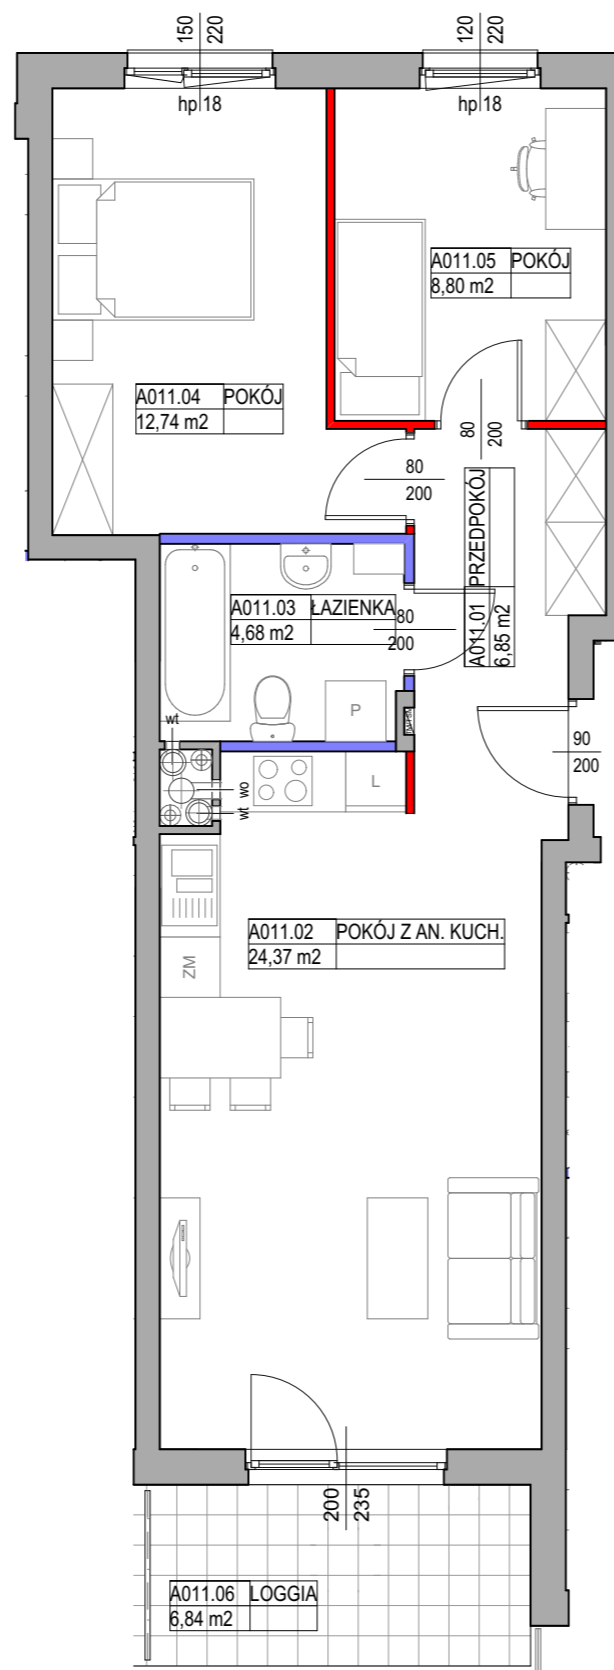 150
220
120
220
hp 18
hp 18
A011.05 POKÓJ
8,80 m2
A011.04 POKÓJ
12,74 m2
80
200
80
200
A011.01 PRZEDPOKÓJ
6,85 m2
A011.03 ŁAZIENKA
4,68 m2
80
200
P
wt
90
200
wo
wt
L
A011.02 POKÓJ Z AN. KUCH.
24,37 m2
ZM
200
235
A011.06 LOGGIA
6,84 m2